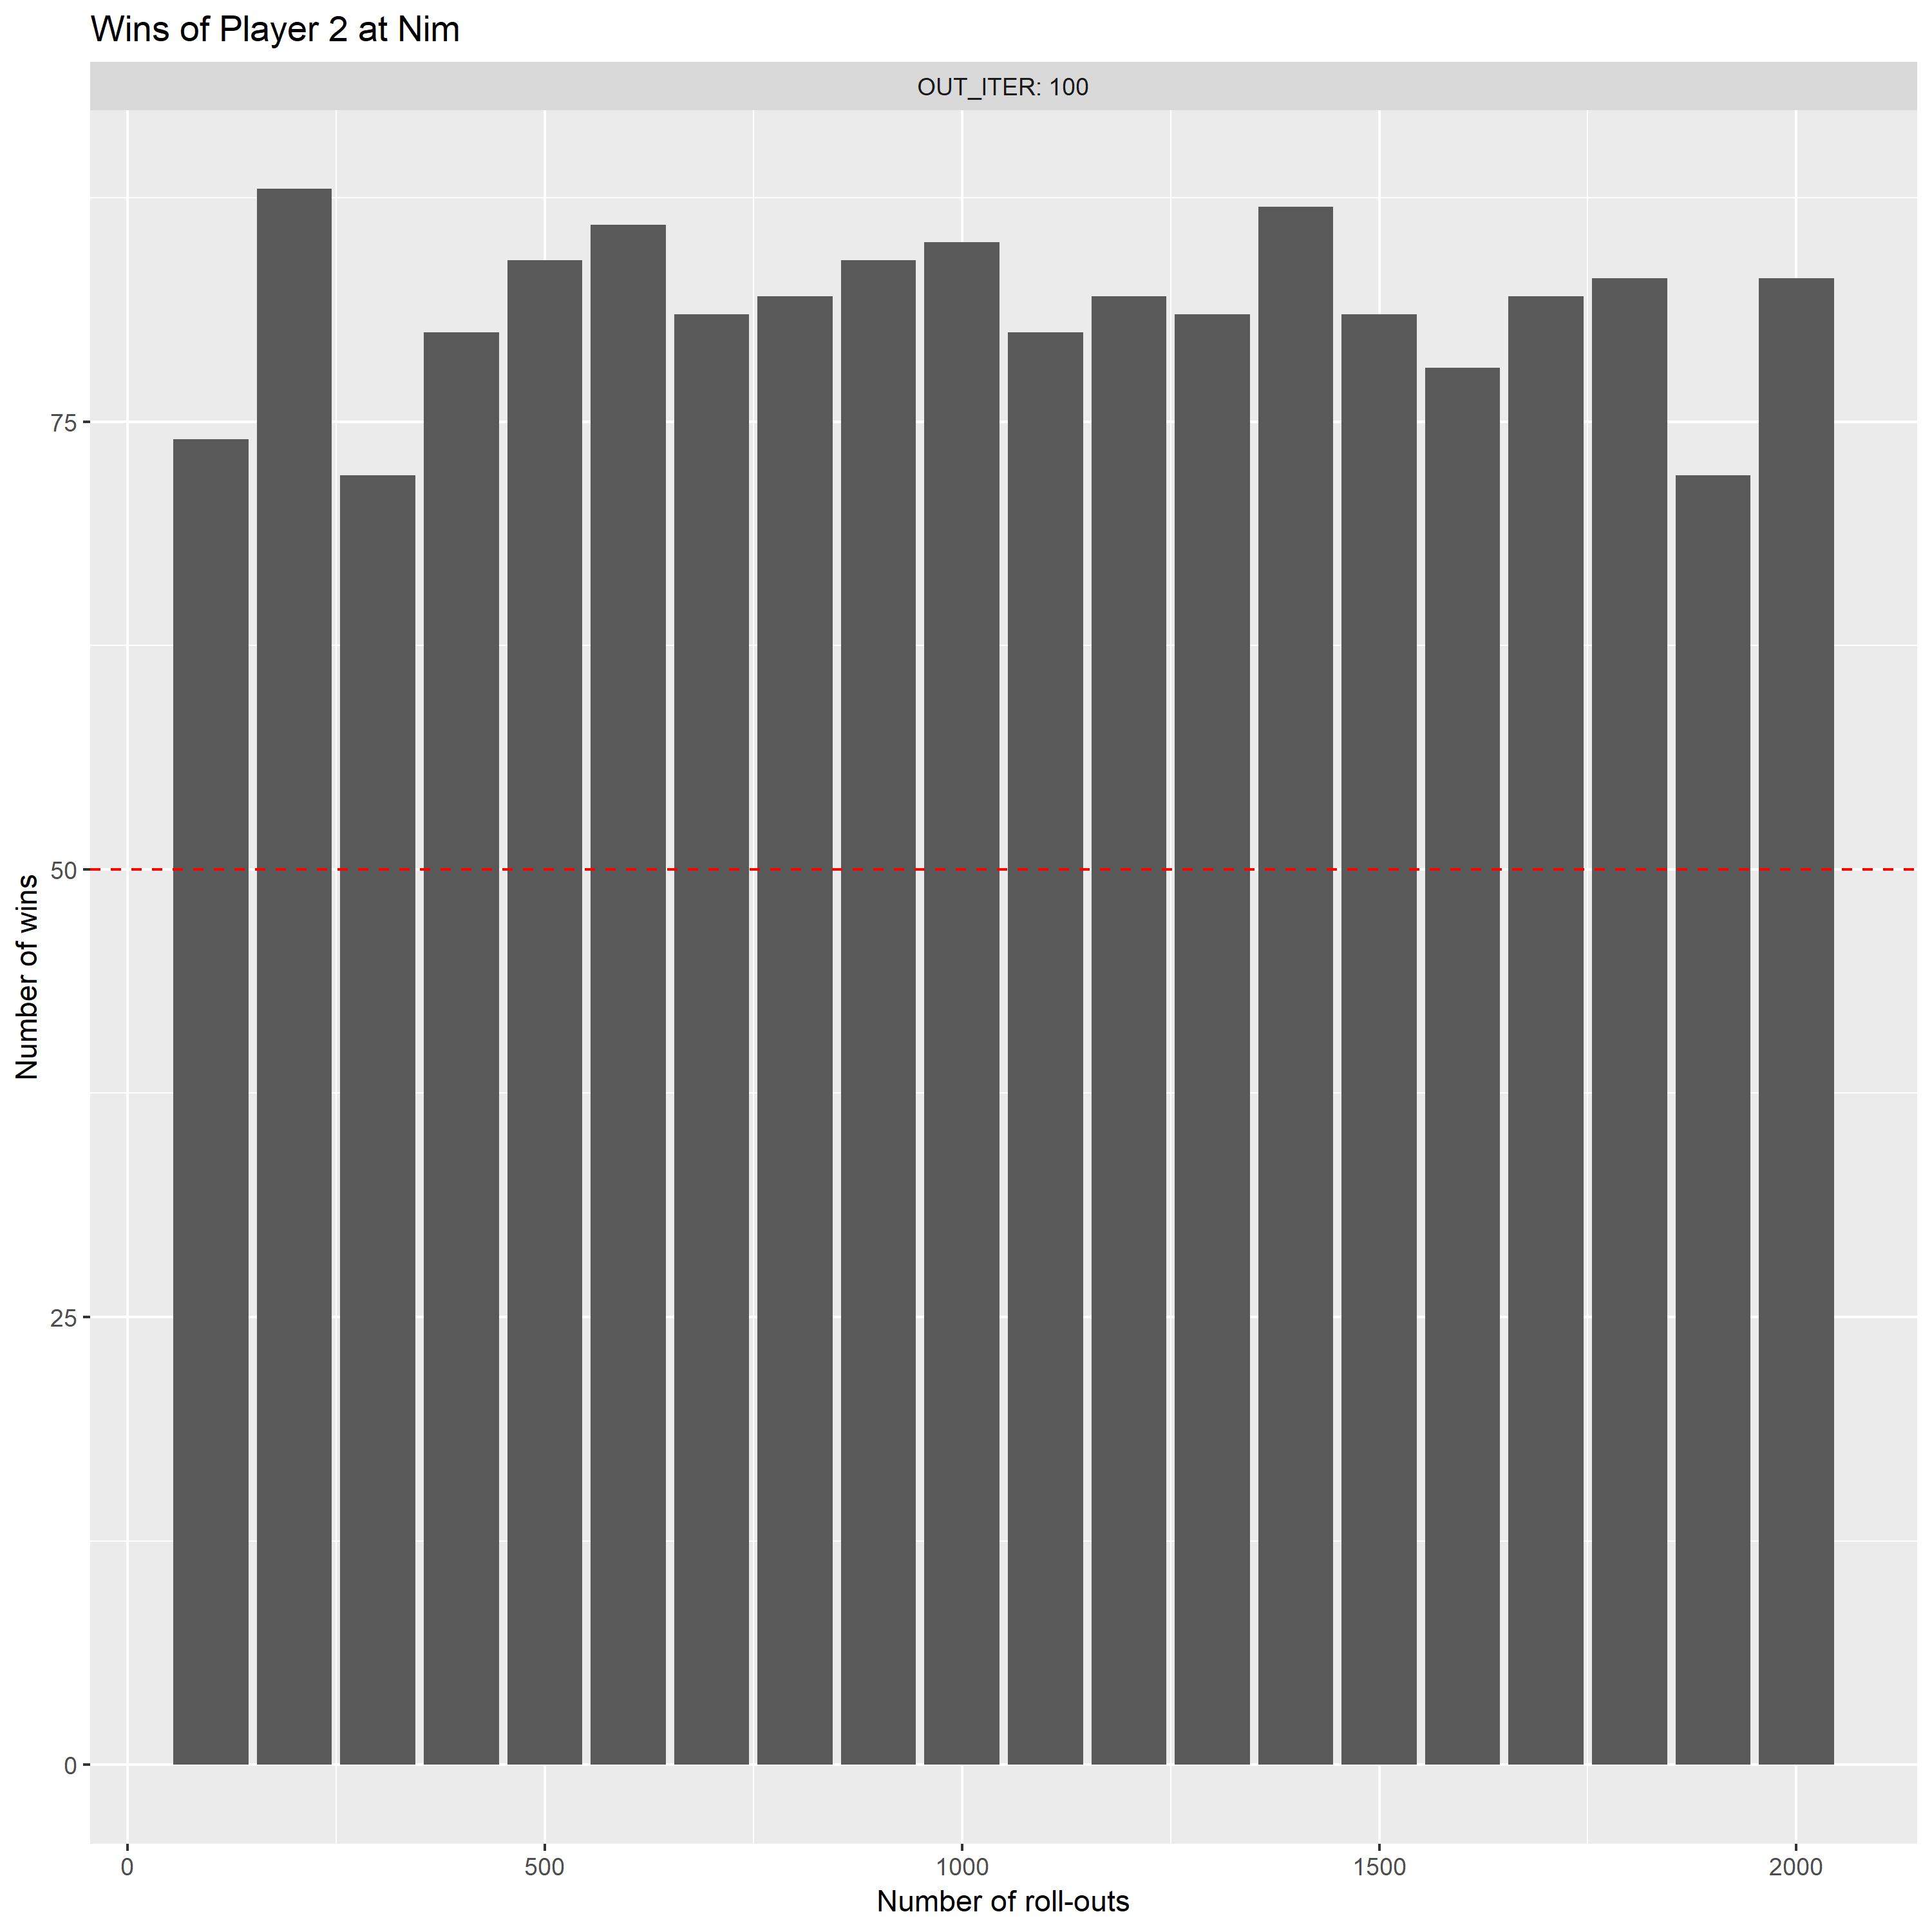 Wins of Player 2 at Nim
OUT_ITER: 100
75
50
25
0
Number of wins
0 500 1000 1500 2000
Number of roll-outs